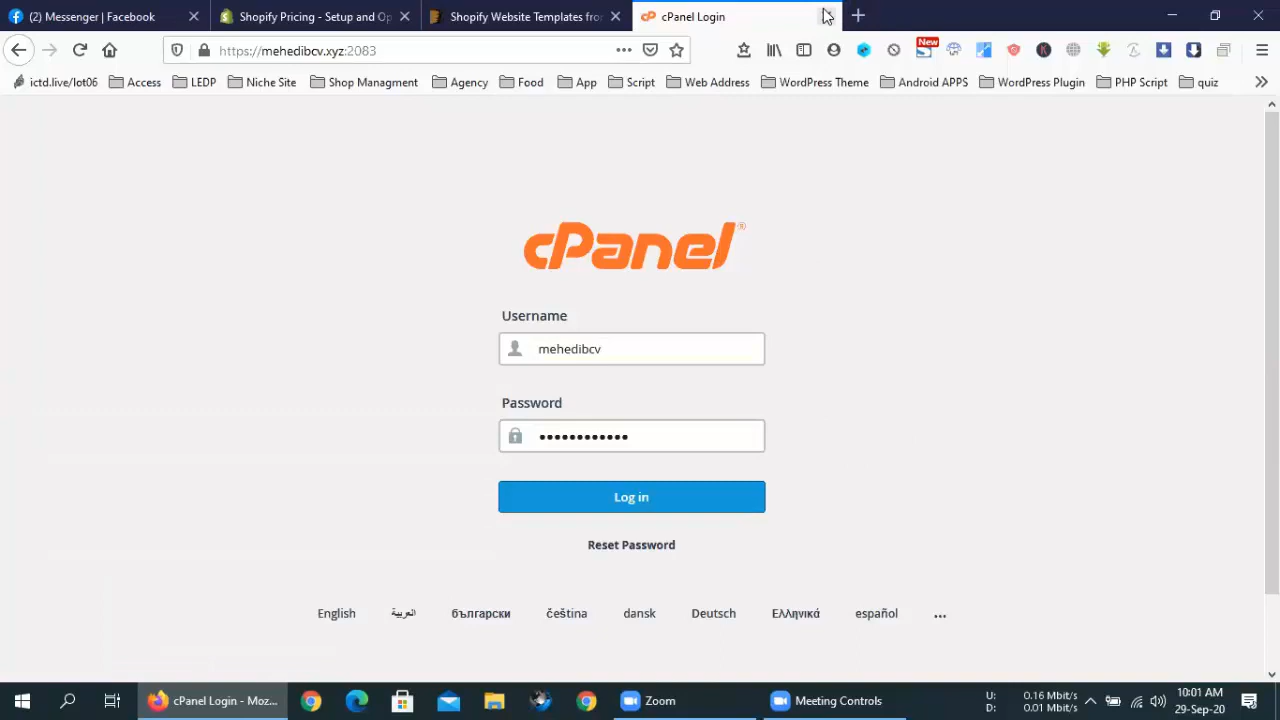 (2) Messenger | Facebook
Shopify Pricing - Setup and Op
Shopify Website Templates from
cPanel Login
https://mehedibcv.xyz:2083
New
ictd.live/lot06
Access
LEDP
Niche Site
Shop Managment
Agency
Food
App
Script
Web Address
WordPress Theme
Android APPS
WordPress Plugin
PHP Script
quiz
cPanel®
Username
mehedibcv
Password
Log in
Reset Password
English العربية български čeština dansk Deutsch Ελληνικά español ...
cPanel Login - Moz...
Zoom
Meeting Controls
U: 0.16 Mbit/s
D: 0.01 Mbit/s
10:01 AM
29-Sep-20